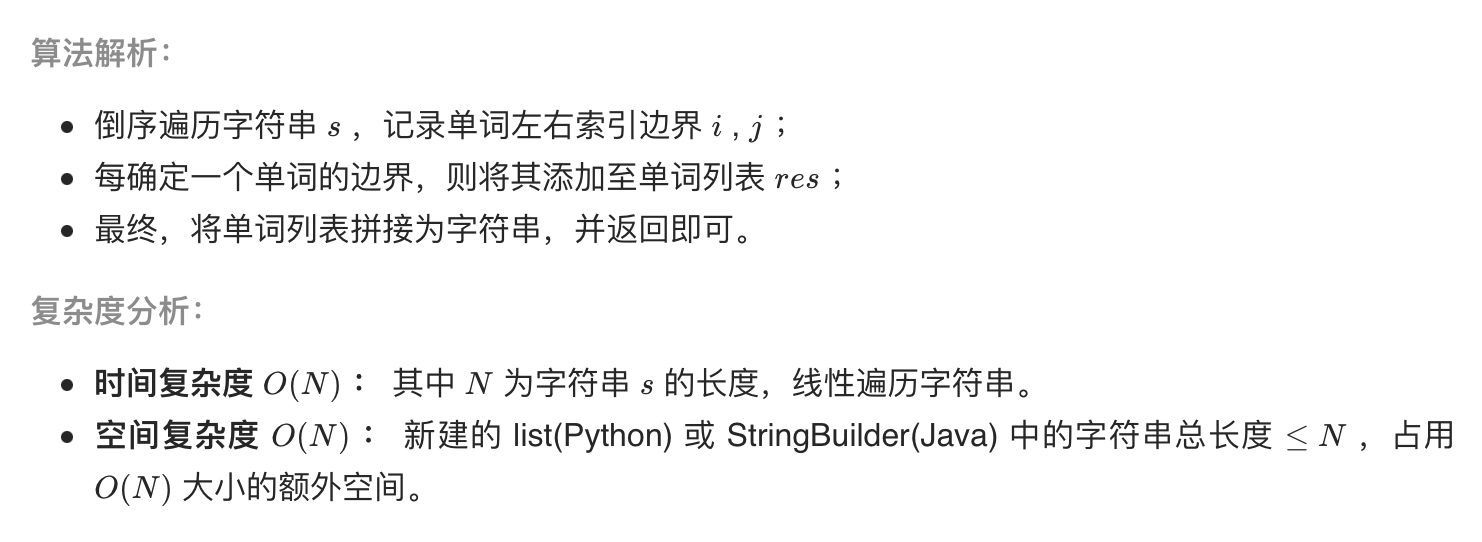 算法解析：
• 倒序遍历字符串 s ，记录单词左右索引边界 i , j ；
• 每确定一个单词的边界，则将其添加至单词列表 res ；
• 最终，将单词列表拼接为字符串，并返回即可。
复杂度分析：
• 时间复杂度 O(N) ： 其中 N 为字符串 s 的长度，线性遍历字符串。
• 空间复杂度 O(N) ： 新建的 list(Python) 或 StringBuilder(Java) 中的字符串总长度 ≤ N ，占用
O(N) 大小的额外空间。